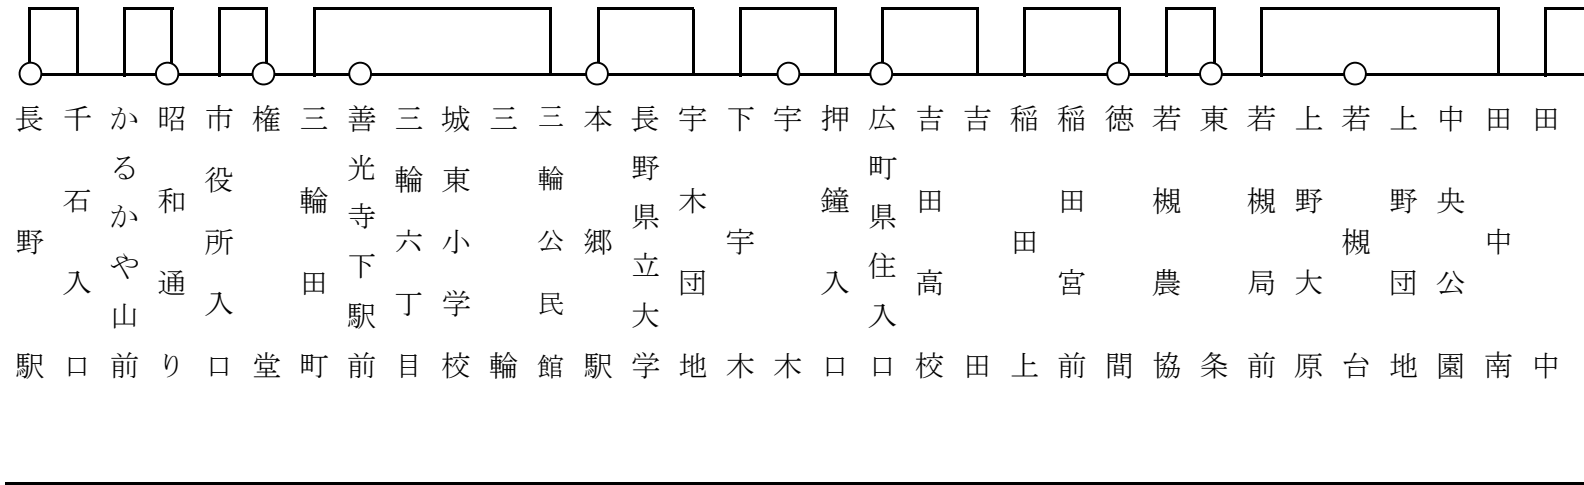 長野駅
千石入口
かるかや山前
昭和通り
市役所入口
権堂
三輪田町
善光寺下駅前
三輪六丁目
城東小学校
三輪
三輪公民館
本郷駅
長野県立大学
宇木団地
下宇木
宇木
押鐘入口
広町県住入口
吉田高校
吉田
稲田上
稲田宮前
徳間
若槻農協
東条
若槻局前
上野大原
若槻台
上野団地
中央公園
田中南
田中